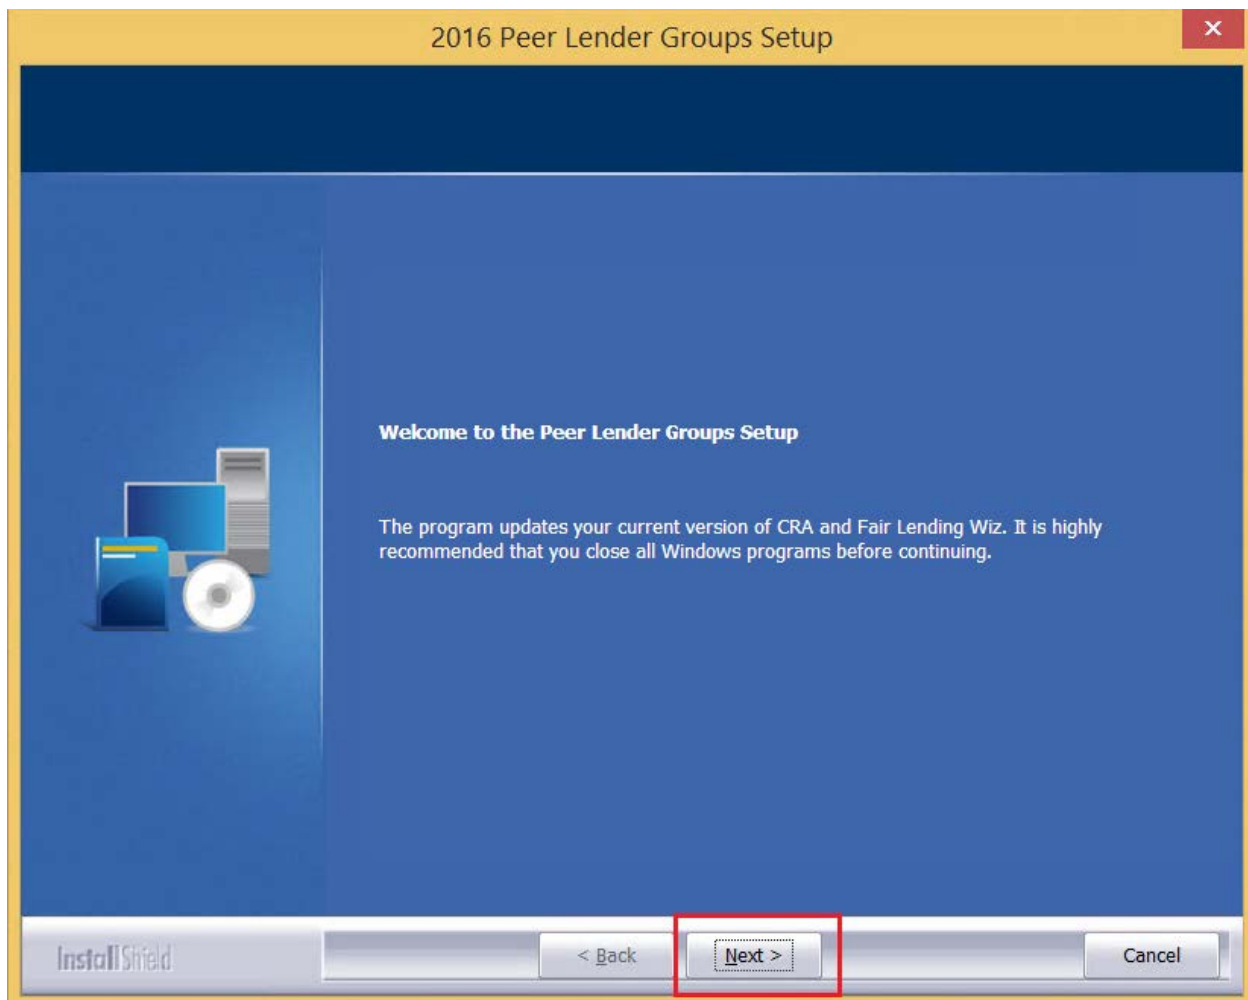 2016 Peer Lender Groups Setup
Welcome to the Peer Lender Groups Setup
The program updates your current version of CRA and Fair Lending Wiz. It is highly
recommended that you close all Windows programs before continuing.
InstallShield
< Back
Next >
Cancel